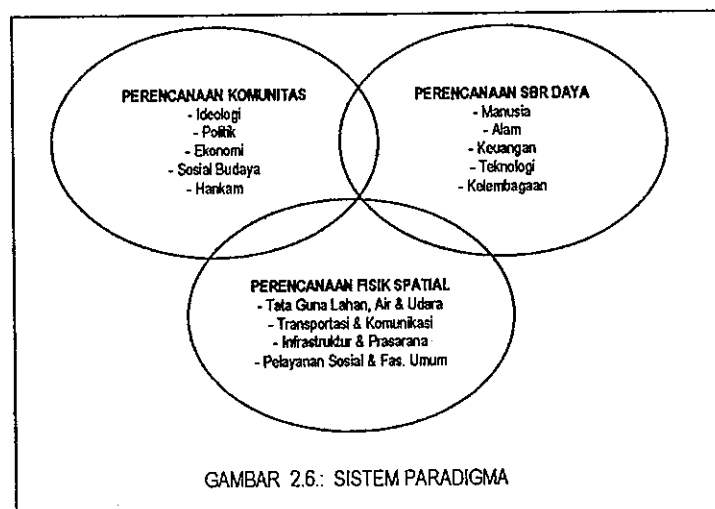 PERENCANAAN KOMUNITAS
- Ideologi
- Politik
- Ekonomi
- Sosial Budaya
- Hankam
PERENCANAAN SBR DAYA
- Manusia
- Alam
- Keuangan
- Teknologi
- Kelembagaan
PERENCANAAN FISIK SPATIAL
- Tata Guna Lahan, Air & Udara
- Transportasi & Komunikasi
- Infrastruktur & Prasarana
- Pelayanan Sosial & Fas. Umum
GAMBAR 2.6.: SISTEM PARADIGMA